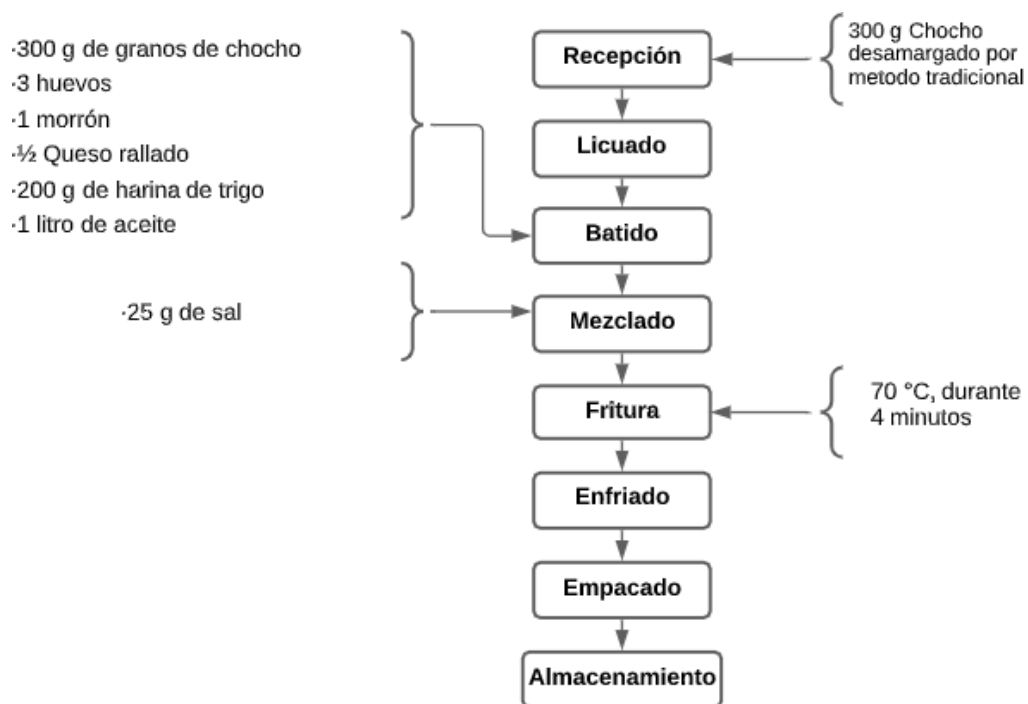 ·300 g de granos de chocho
·3 huevos
·1 morrón
·½ Queso rallado
·200 g de harina de trigo
·1 litro de aceite
·25 g de sal
Recepción
Licuado
Batido
Mezclado
Fritura
Enfriado
Empacado
Almacenamiento
300 g Chocho
desamargado por
metodo tradicional
70 °C, durante
4 minutos